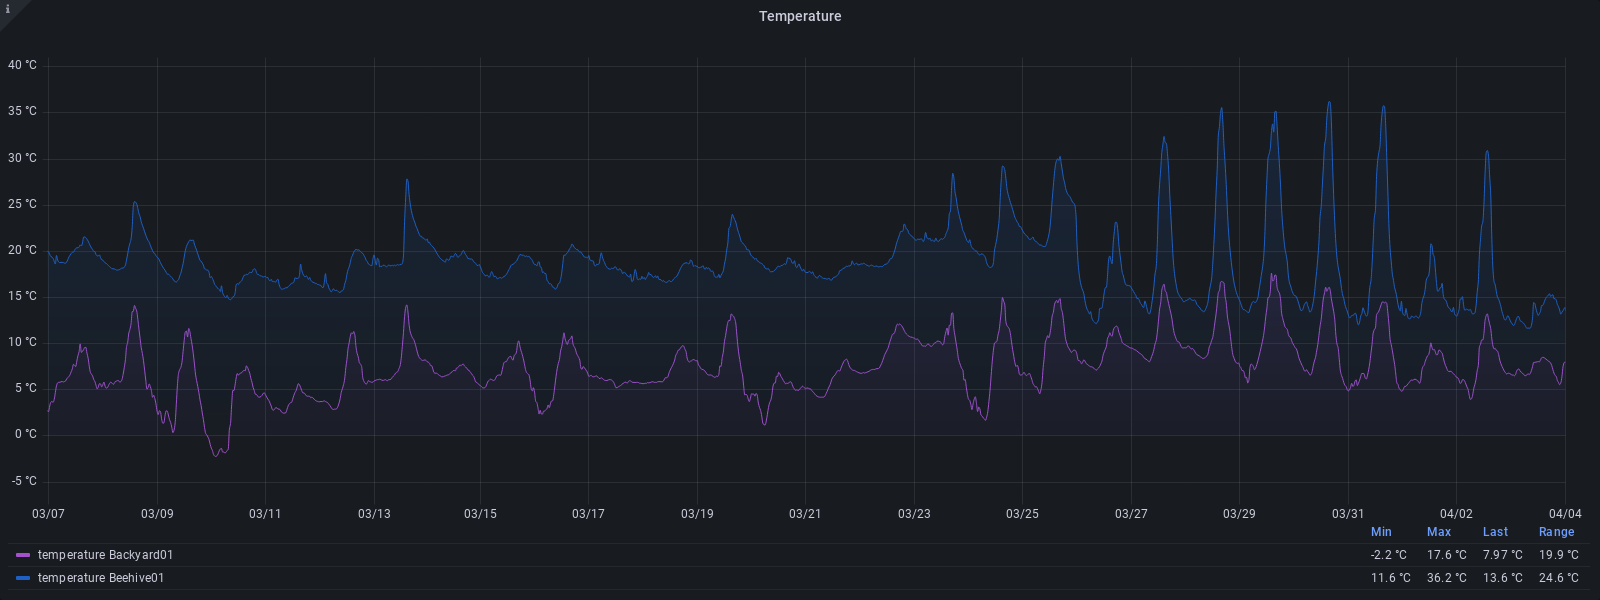 i
Temperature
40 °C
35 °C
30 °C
25 °C
20 °C
15 °C
10 °C
5 °C
0 °C
-5 °C
03/07 03/09 03/11 03/13 03/15 03/17 03/19 03/21 03/23 03/25 03/27 03/29 03/31 04/02 04/04
Min Max Last Range
temperature Backyard01 -2.2 °C 17.6 °C 7.97 °C 19.9 °C
temperature Beehive01 11.6 °C 36.2 °C 13.6 °C 24.6 °C